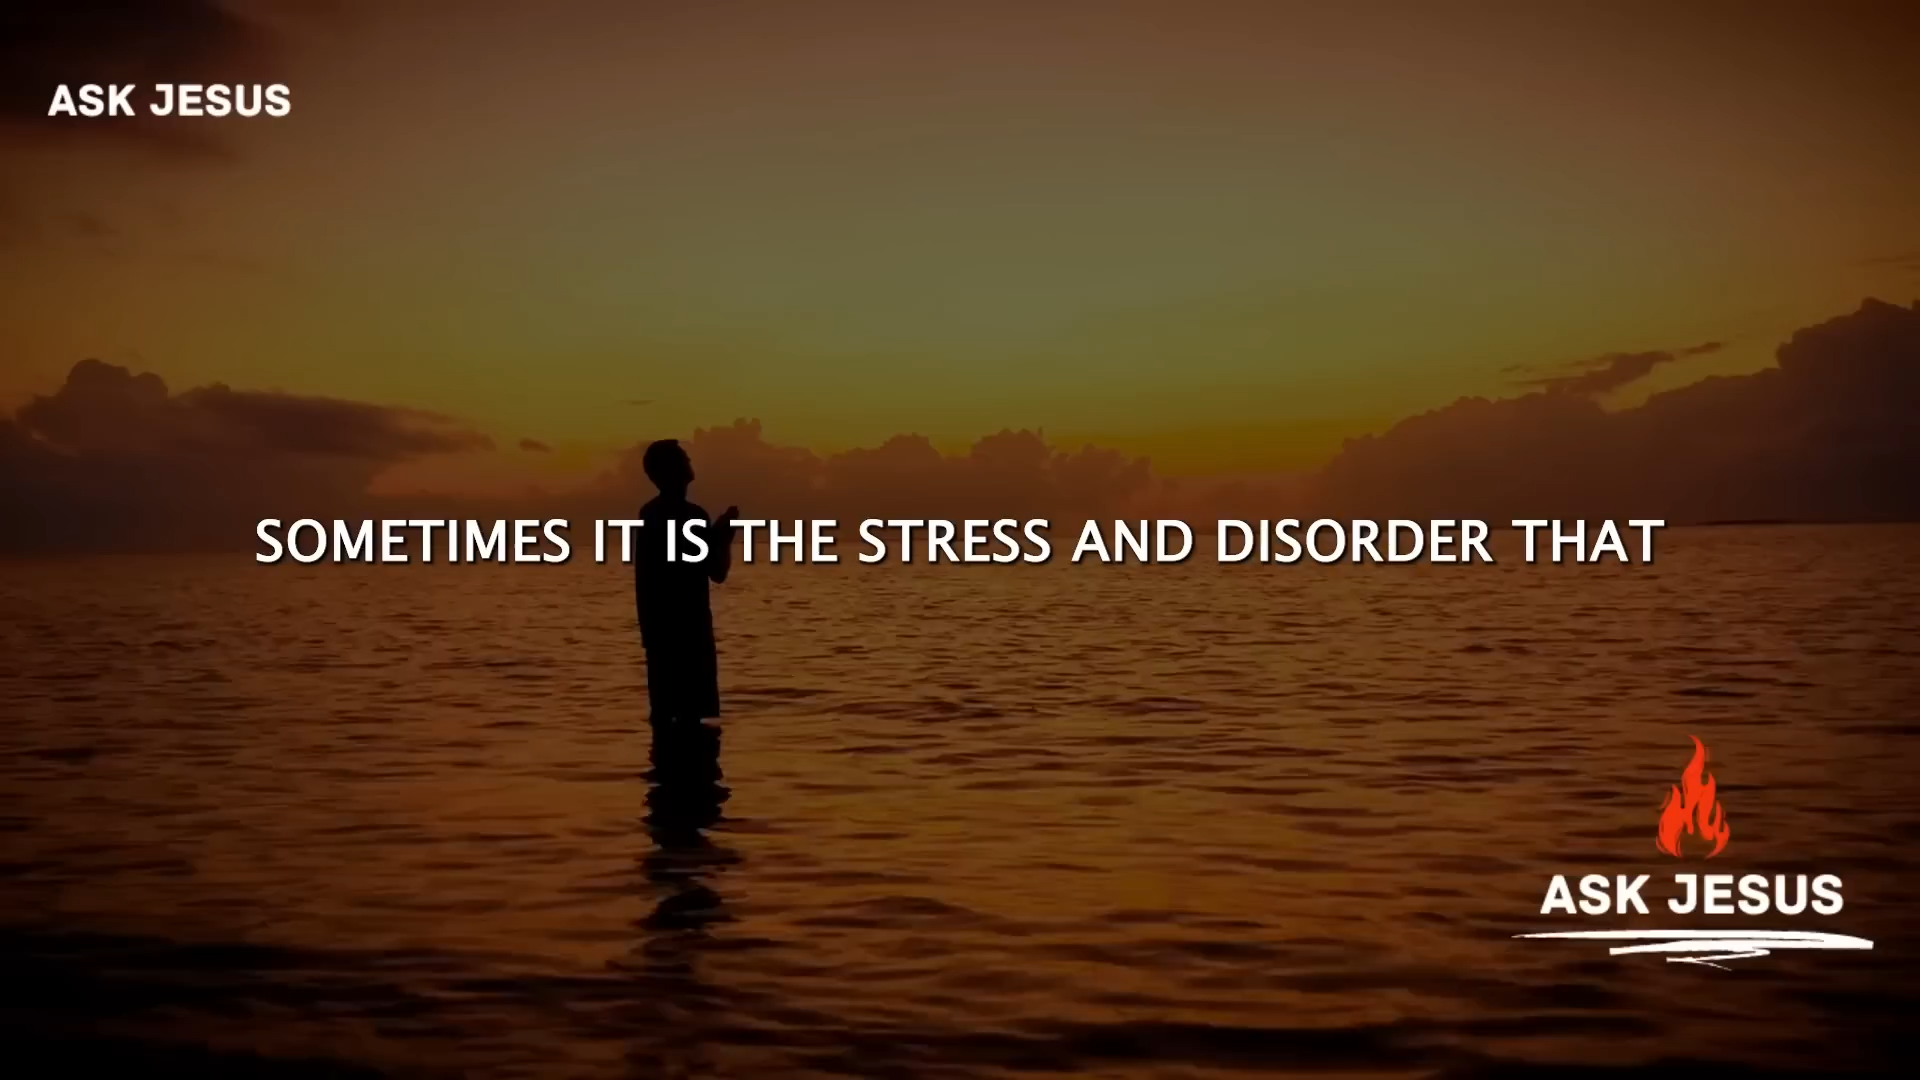 ASK JESUS
SOMETIMES IT IS THE STRESS AND DISORDER THAT
ASK JESUS